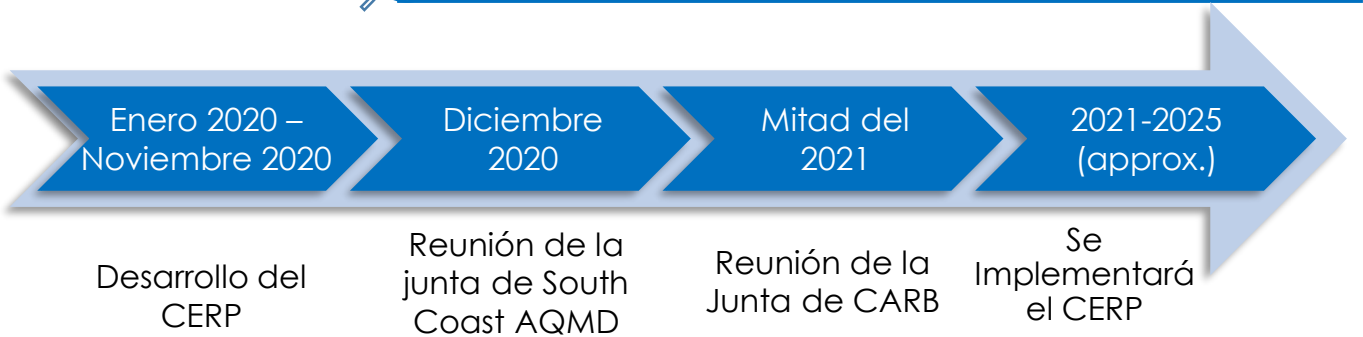 Enero 2020 –
Noviembre 2020
Diciembre
2020
Mitad del
2021
2021-2025
(approx.)
Desarrollo del
CERP
Reunión de la
junta de South
Coast AQMD
Reunión de la
Junta de CARB
Se
Implementará
el CERP